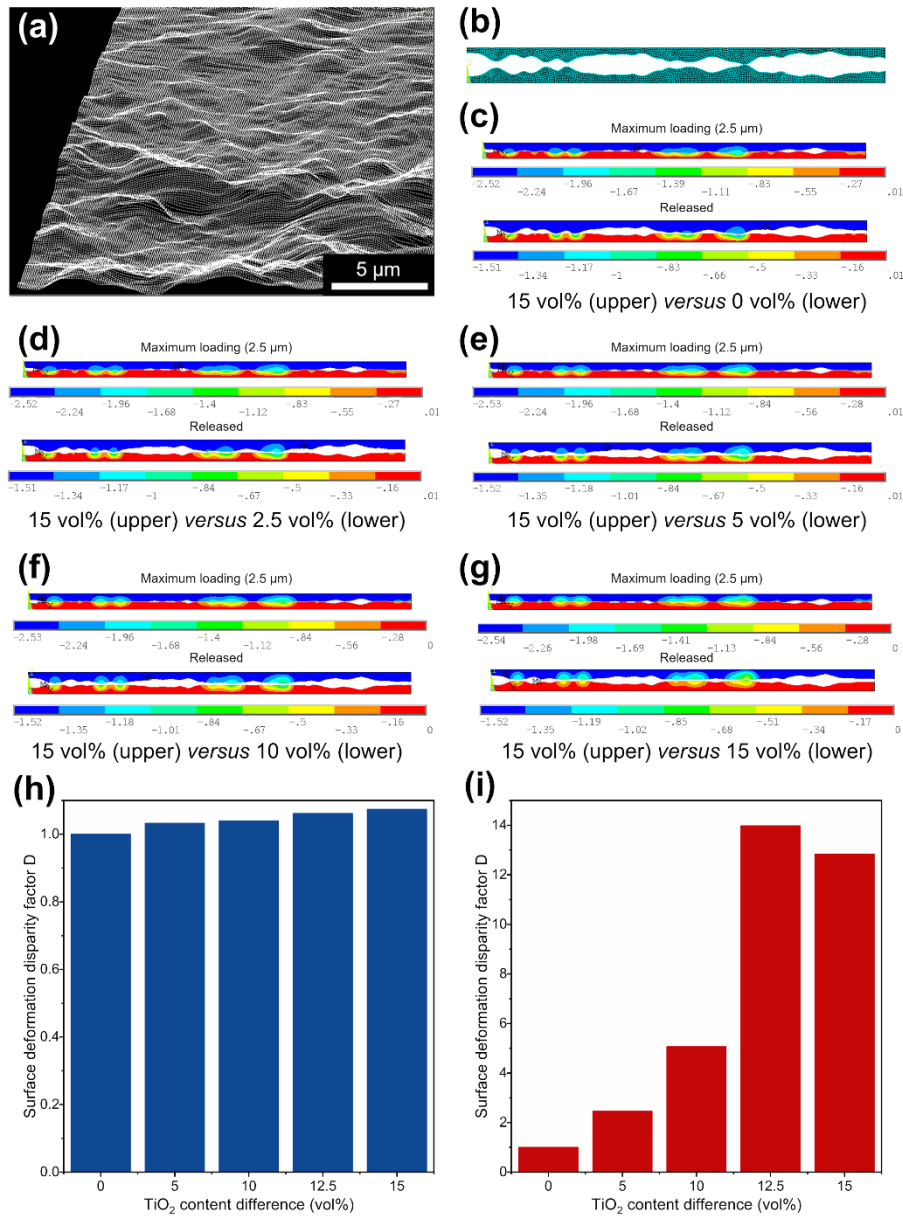 (a)
5 µm
(b)
(c)
Maximum loading (2.5 µm)
-2.52 -2.24 -1.96 -1.67 -1.39 -1.11 -.83 -.55 -.27 .01
Released
-1.51 -1.34 -1.17 -1 -.83 -.66 -.5 -.33 -.16 .01
15 vol% (upper) versus 0 vol% (lower)
(d)
Maximum loading (2.5 µm)
-2.52 -2.24 -1.96 -1.68 -1.4 -1.12 -.83 -.55 -.27 .01
Released
-1.51 -1.34 -1.17 -1 -.84 -.67 -.5 -.33 -.16 .01
15 vol% (upper) versus 2.5 vol% (lower)
(e)
Maximum loading (2.5 µm)
-2.53 -2.24 -1.96 -1.68 -1.4 -1.12 -.83 -.55 -.28 .01
Released
-1.51 -1.35 -1.18 -1.01 -.84 -.67 -.5 -.33 -.16 .01
15 vol% (upper) versus 5 vol% (lower)
(f)
Maximum loading (2.5 µm)
-2.53 -2.24 -1.96 -1.68 -1.4 -1.12 -.84 -.56 -.28 0
Released
-1.52 -1.35 -1.18 -1.01 -.84 -.67 -.5 -.33 -.16 0
15 vol% (upper) versus 10 vol% (lower)
(g)
Maximum loading (2.5 µm)
-2.54 -2.26 -1.98 -1.69 -1.41 -1.13 -.84 -.56 -.28 0
Released
-1.52 -1.35 -1.19 -1.02 -.85 -.68 -.51 -.34 -.17 0
15 vol% (upper) versus 15 vol% (lower)
(h)
Surface deformation disparity factor D
1.0
0.8
0.6
0.4
0.2
0.0
0 5 10 12.5 15
TiO₂ content difference (vol%)
(i)
Surface deformation disparity factor D
14
12
10
8
6
4
2
0
0 5 10 12.5 15
TiO₂ content difference (vol%)